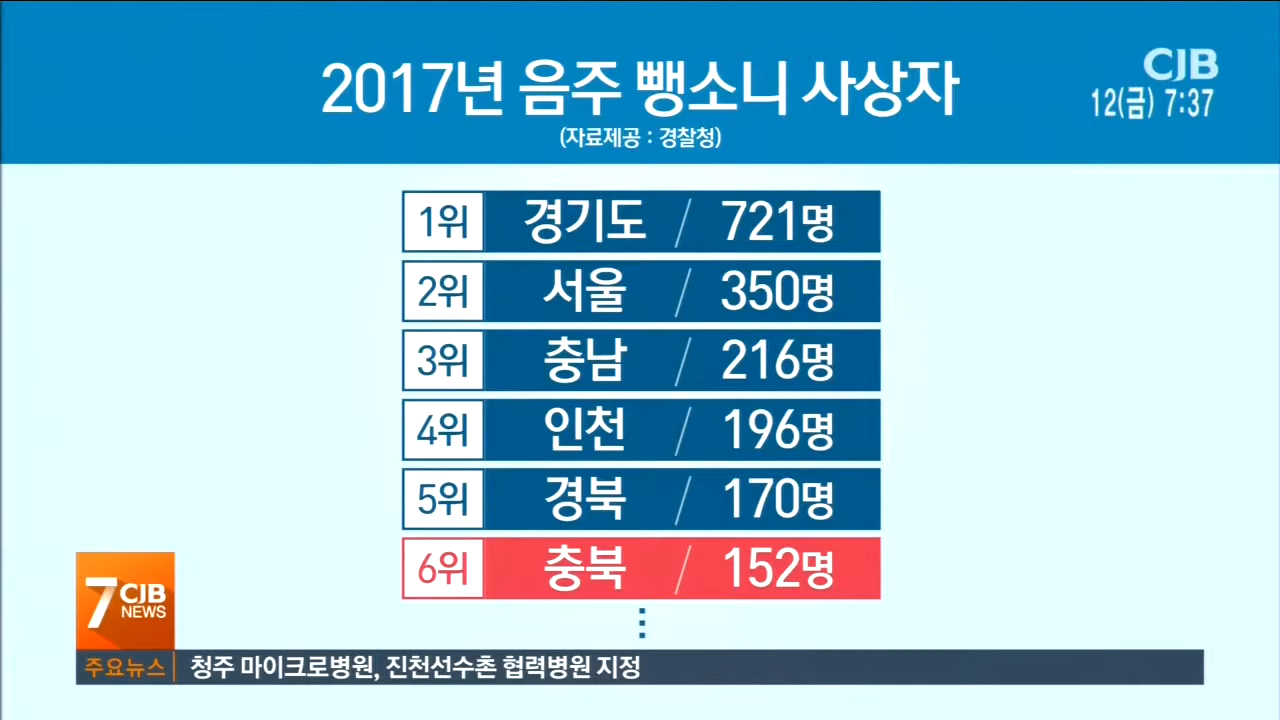 2017년 음주 뺑소니 사상자
(자료제공 : 경찰청)
CJB
12(금) 7:37
1위 경기도 / 721명
2위 서울 / 350명
3위 충남 / 216명
4위 인천 / 196명
5위 경북 / 170명
6위 충북 / 152명
⋮
7 CJB NEWS
주요뉴스 | 청주 마이크로병원, 진천선수촌 협력병원 지정